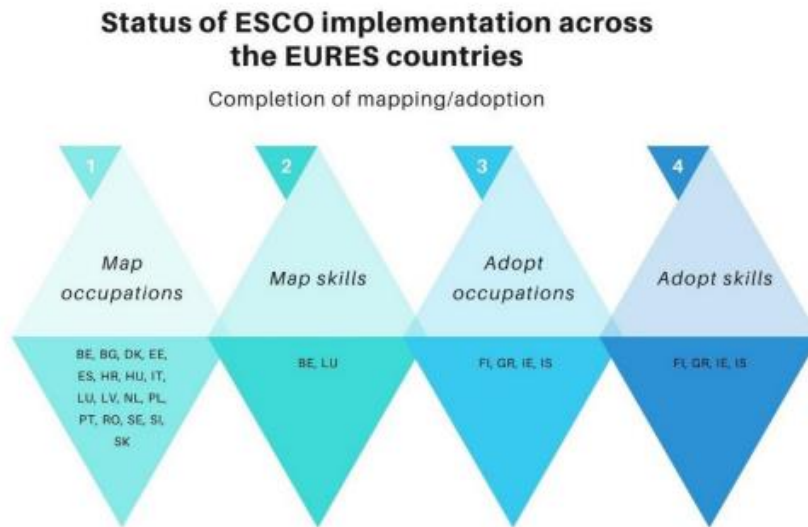 Status of ESCO implementation across
the EURES countries
Completion of mapping/adoption
1
2
3
4
Map
occupations
Map skills
Adopt
occupations
Adopt skills
BE, BG, DK, EE,
ES, HR, HU, IT,
LU, LV, NL, PL,
PT, RO, SE, SI,
SK
BE, LU
FI, GR, IE, IS
FI, GR, IE, IS